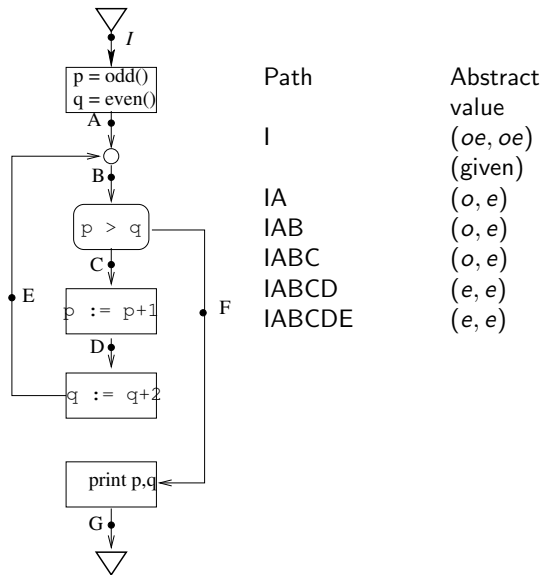 I
p = odd()
q = even()
A
B
p > q
C
E
F
p := p+1
D
q := q+2
print p,q
G
Path Abstract
value
I (oe, oe)
(given)
IA (o, e)
IAB (o, e)
IABC (o, e)
IABCD (e, e)
IABCDE (e, e)